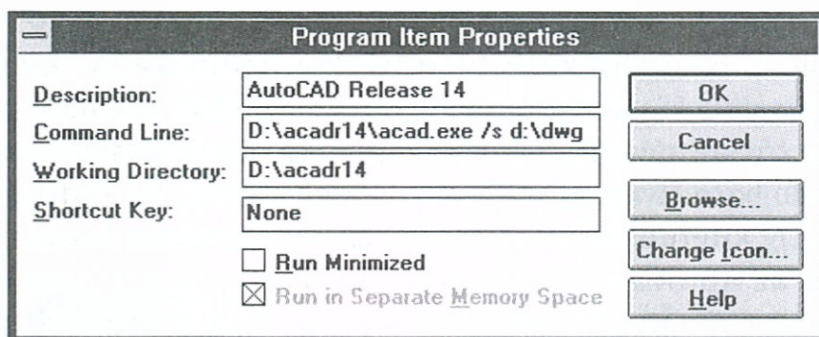 Program Item Properties
Description: AutoCAD Release 14
Command Line: D:\acadr14\acad.exe /s d:\dwg
Working Directory: D:\acadr14
Shortcut Key: None
Run Minimized
Run in Separate Memory Space
OK
Cancel
Browse...
Change Icon...
Help